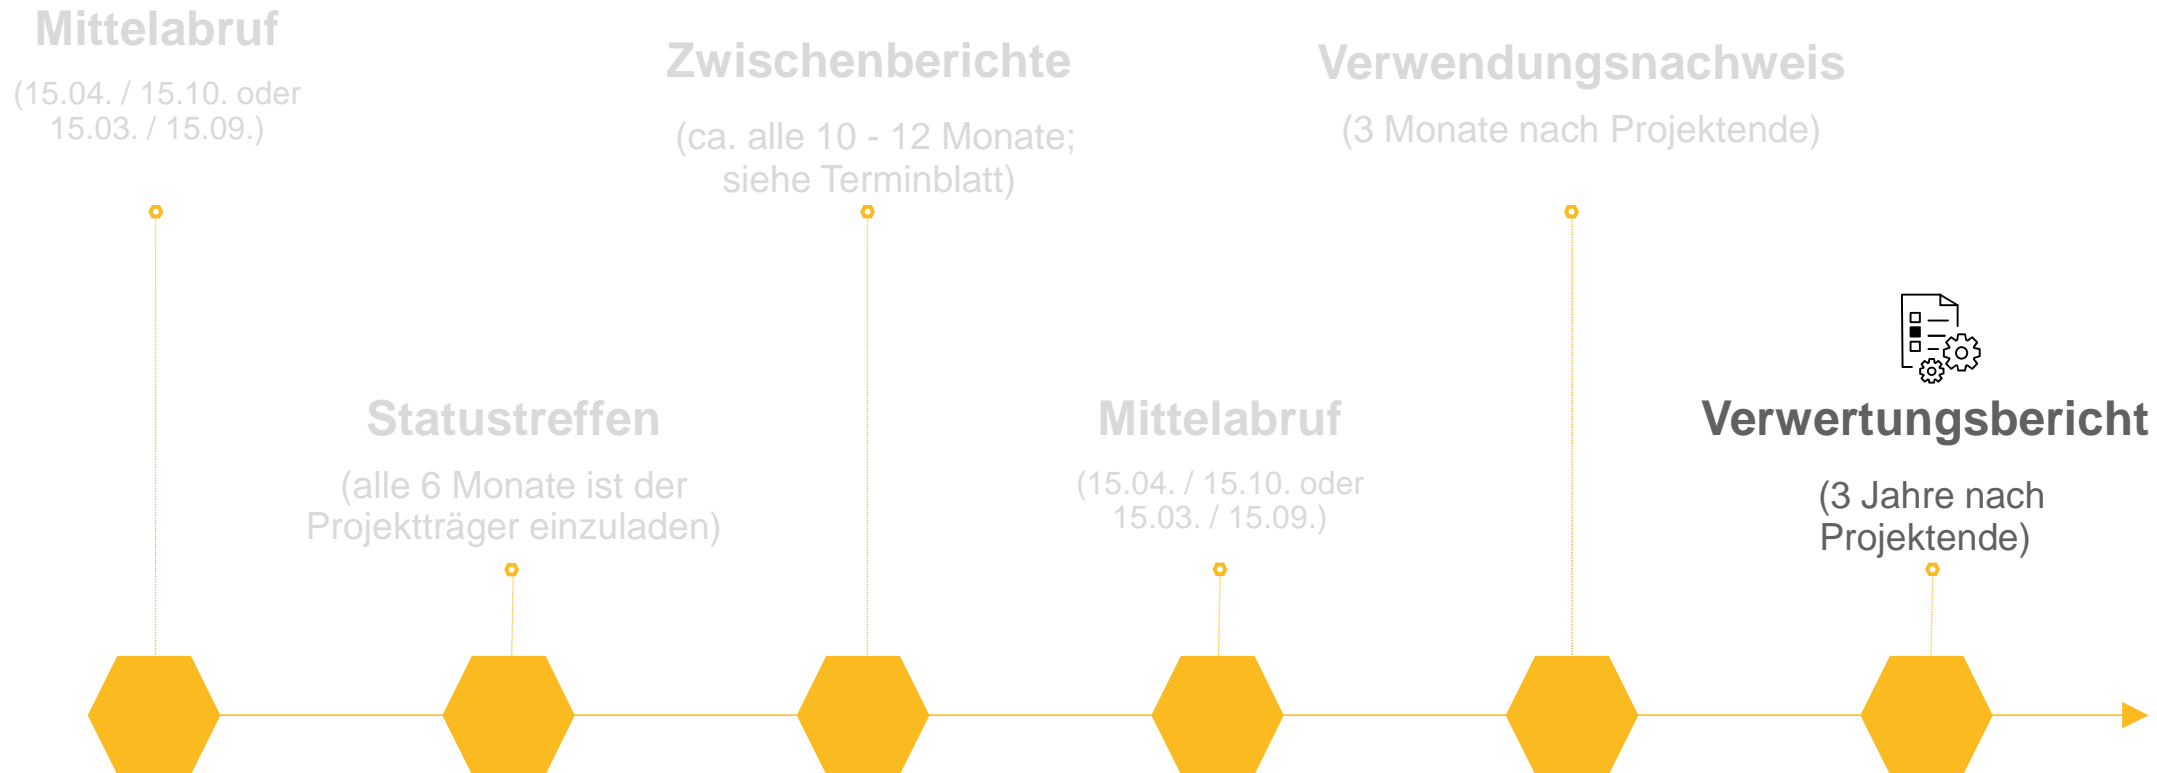 Mittelabruf
(15.04. / 15.10. oder
15.03. / 15.09.)
Statustreffen
(alle 6 Monate ist der
Projektträger einzuladen)
Zwischenberichte
(ca. alle 10 - 12 Monate;
siehe Terminblatt)
Mittelabruf
(15.04. / 15.10. oder
15.03. / 15.09.)
Verwendungsnachweis
(3 Monate nach Projektende)
Verwertungsbericht
(3 Jahre nach
Projektende)